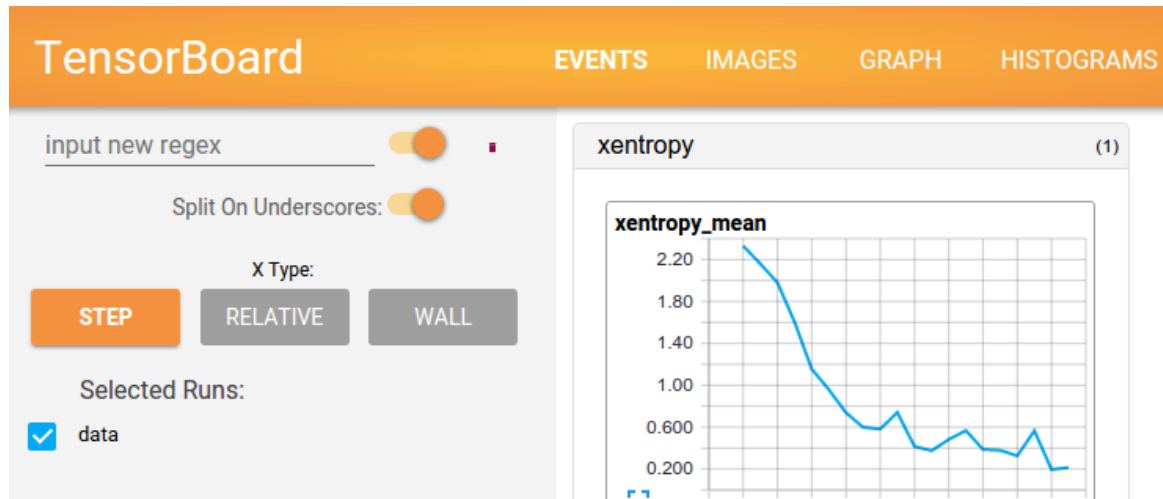 TensorBoard
EVENTS IMAGES GRAPH HISTOGRAMS
input new regex
Split On Underscores:
X Type:
STEP RELATIVE WALL
Selected Runs:
data
xentropy (1)
xentropy_mean
2.20
1.80
1.40
1.00
0.600
0.200